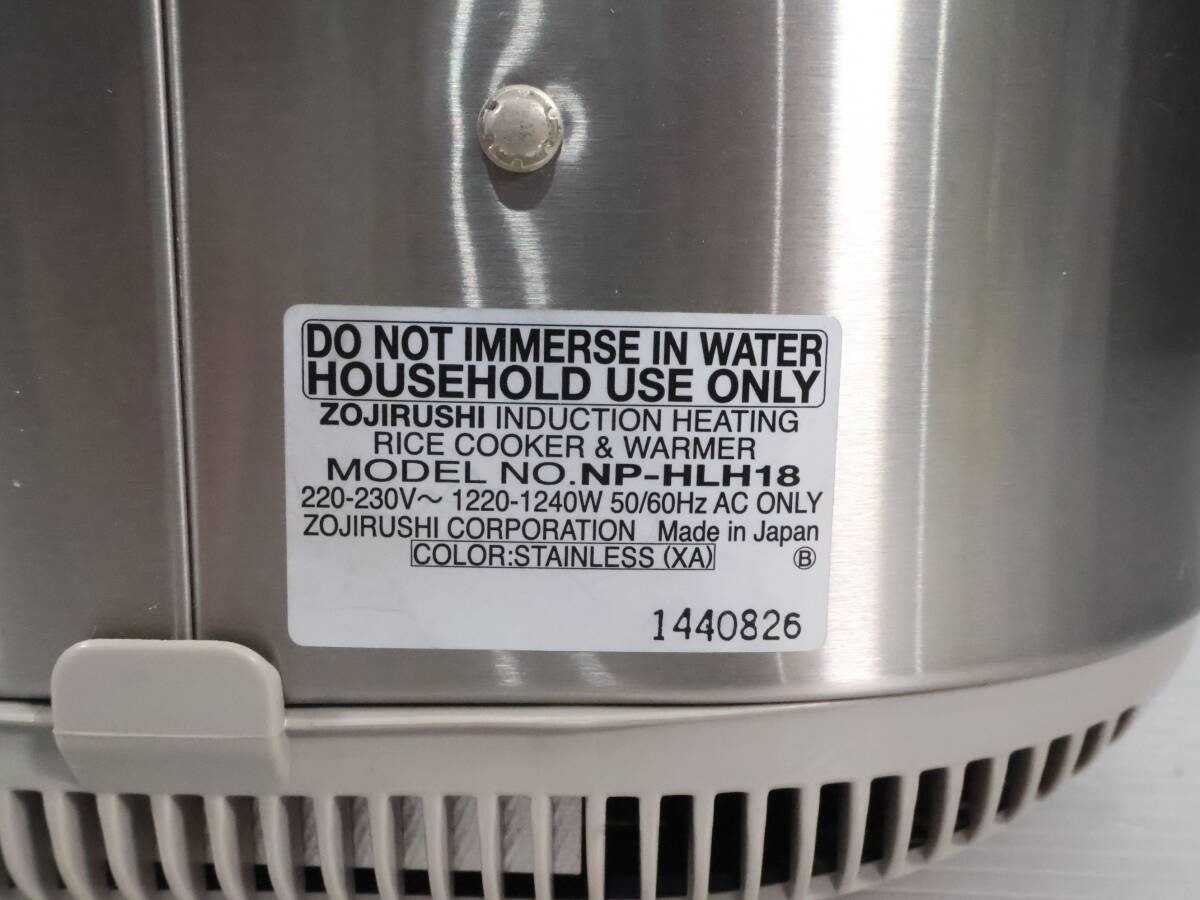 DO NOT IMMERSE IN WATER
HOUSEHOLD USE ONLY
ZOJIRUSHI INDUCTION HEATING
RICE COOKER & WARMER
MODEL NO.NP-HLH18
220-230V～ 1220-1240W 50/60Hz AC ONLY
ZOJIRUSHI CORPORATION Made in Japan
COLOR:STAINLESS (XA) Ⓑ
1440826